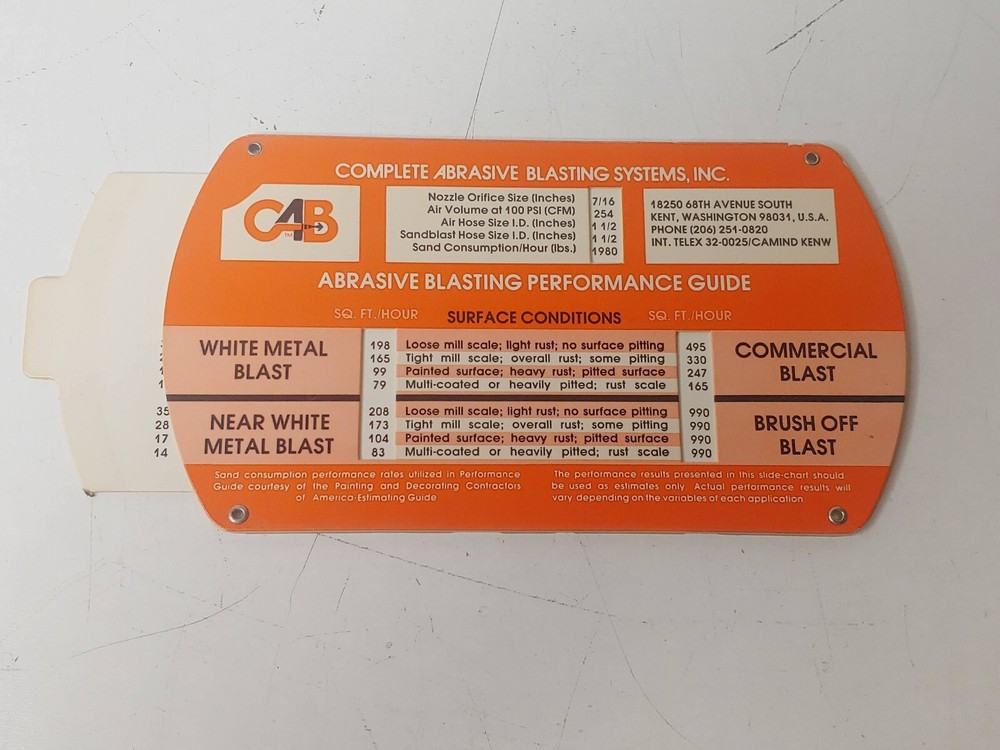 COMPLETE ABRASIVE BLASTING SYSTEMS, INC.
CAB
TM
Nozzle Orifice Size (Inches) 7/16
Air Volume at 100 PSI (CFM) 254
Air Hose Size I.D. (Inches) 1 1/2
Sandblast Hose Size I.D. (Inches) 1 1/2
Sand Consumption/Hour (lbs.) 1980
18250 68TH AVENUE SOUTH
KENT, WASHINGTON 98031, U.S.A.
PHONE (206) 251-0820
INT. TELEX 32-0025/CAMIND KENW
ABRASIVE BLASTING PERFORMANCE GUIDE
SQ. FT./HOUR SURFACE CONDITIONS SQ. FT./HOUR
WHITE METAL
BLAST
198 Loose mill scale; light rust; no surface pitting 495
165 Tight mill scale; overall rust; some pitting 330
99 Painted surface; heavy rust; pitted surface 247
79 Multi-coated or heavily pitted; rust scale 165
COMMERCIAL
BLAST
NEAR WHITE
METAL BLAST
208 Loose mill scale; light rust; no surface pitting 990
173 Tight mill scale; overall rust; some pitting 990
104 Painted surface; heavy rust; pitted surface 990
83 Multi-coated or heavily pitted; rust scale 990
BRUSH OFF
BLAST
35
28
17
14
Sand consumption performance rates utilized in Performance
Guide courtesy of the Painting and Decorating Contractors
of America-Estimating Guide
The performance results presented in this slide-chart should
be used as estimates only. Actual performance results will
vary depending on the variables of each application.